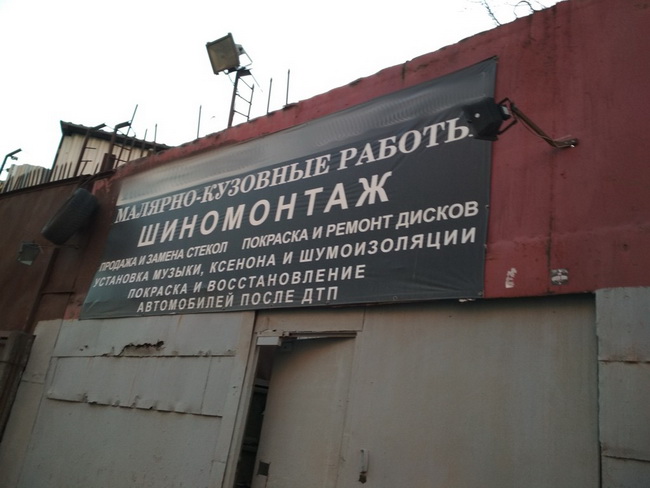 МАЛЯРНО-КУЗОВНЫЕ РАБОТЫ
ШИНОМОНТАЖ
ПРОДАЖА И ЗАМЕНА СТЕКОЛ ПОКРАСКА И РЕМОНТ ДИСКОВ
УСТАНОВКА МУЗЫКИ, КСЕНОНА И ШУМОИЗОЛЯЦИИ
ПОКРАСКА И ВОССТАНОВЛЕНИЕ
АВТОМОБИЛЕЙ ПОСЛЕ ДТП